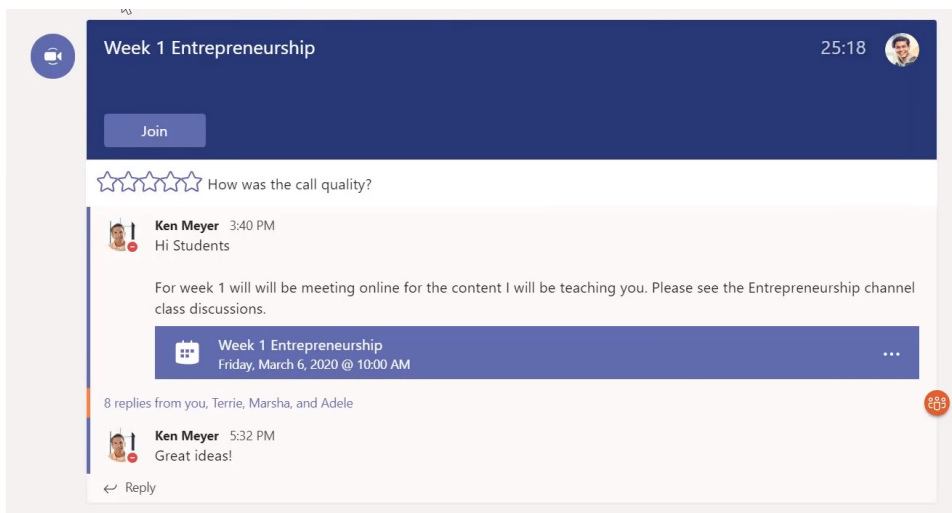 Week 1 Entrepreneurship 25:18
Join
How was the call quality?
Ken Meyer 3:40 PM
Hi Students
For week 1 will will be meeting online for the content I will be teaching you. Please see the Entrepreneurship channel
class discussions.
Week 1 Entrepreneurship
Friday, March 6, 2020 @ 10:00 AM
8 replies from you, Terrie, Marsha, and Adele
Ken Meyer 5:32 PM
Great ideas!
Reply